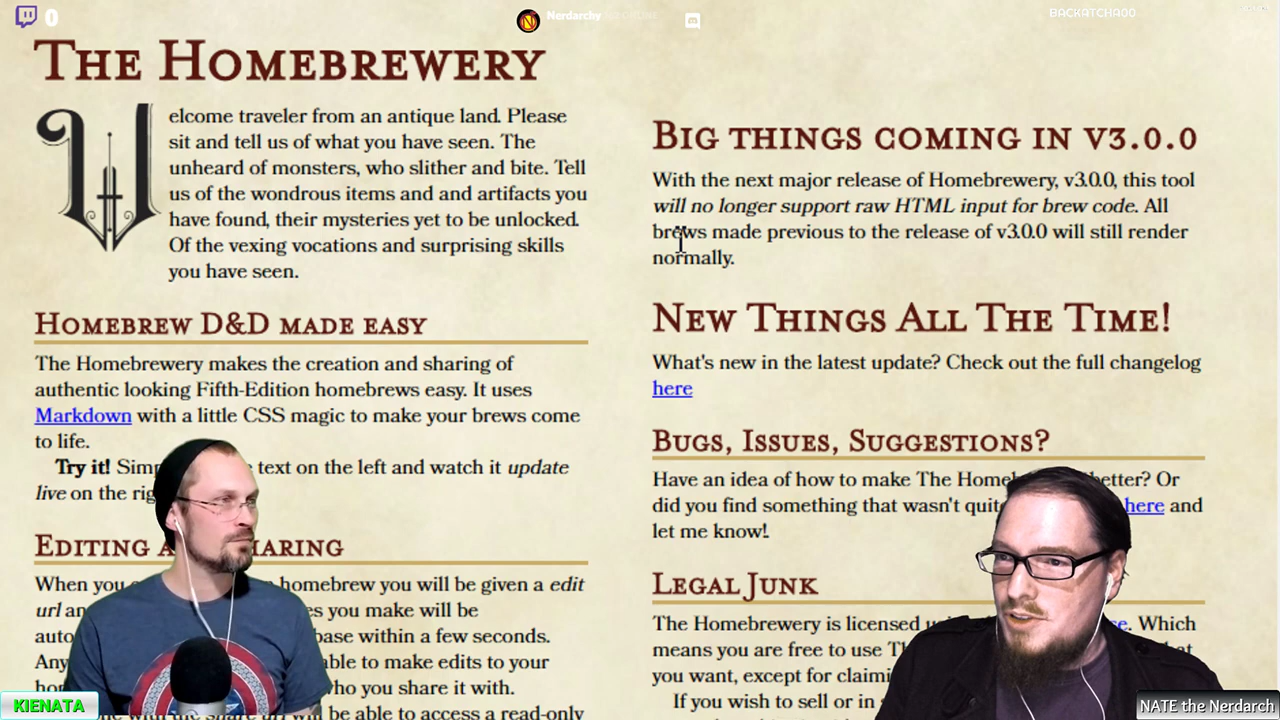 0
Nerdarchy
BACKATCHA00
THE HOMEBREWERY
Welcome traveler from an antique land. Please
sit and tell us of what you have seen. The
unheard of monsters, who slither and bite. Tell
us of the wondrous items and and artifacts you
have found, their mysteries yet to be unlocked.
Of the vexing vocations and surprising skills
you have seen.
HOMEBREW D&D MADE EASY
The Homebrewery makes the creation and sharing of
authentic looking Fifth-Edition homebrews easy. It uses
Markdown with a little CSS magic to make your brews come
to life.
Try it! Simp text on the left and watch it update
live on the rig
EDITING A HARING
When you homebrew you will be given a edit
url an es you make will be
auto base within a few seconds.
Any able to make edits to your
hom who you share it with.
will be able to access a read-only
BIG THINGS COMING IN V3.0.0
With the next major release of Homebrewery, v3.0.0, this tool
will no longer support raw HTML input for brew code. All
brews made previous to the release of v3.0.0 will still render
normally.
NEW THINGS ALL THE TIME!
What's new in the latest update? Check out the full changelog
here
BUGS, ISSUES, SUGGESTIONS?
Have an idea of how to make The Homeb better? Or
did you find something that wasn't quit here and
let me know!
LEGAL JUNK
The Homebrewery is licensed u se. Which
means you are free to use Th at
you want, except for claimi
If you wish to sell or in
KIENATA
NATE the Nerdarch